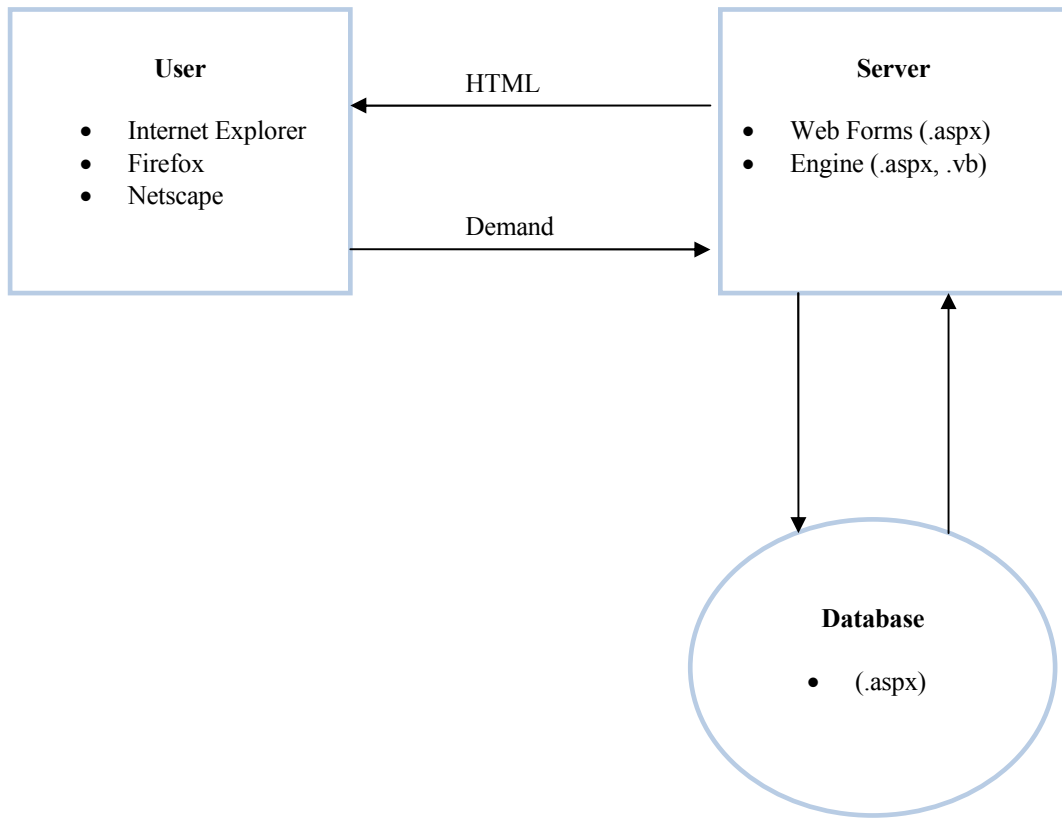 User
• Internet Explorer
• Firefox
• Netscape
HTML
Demand
Server
• Web Forms (.aspx)
• Engine (.aspx, .vb)
Database
• (.aspx)